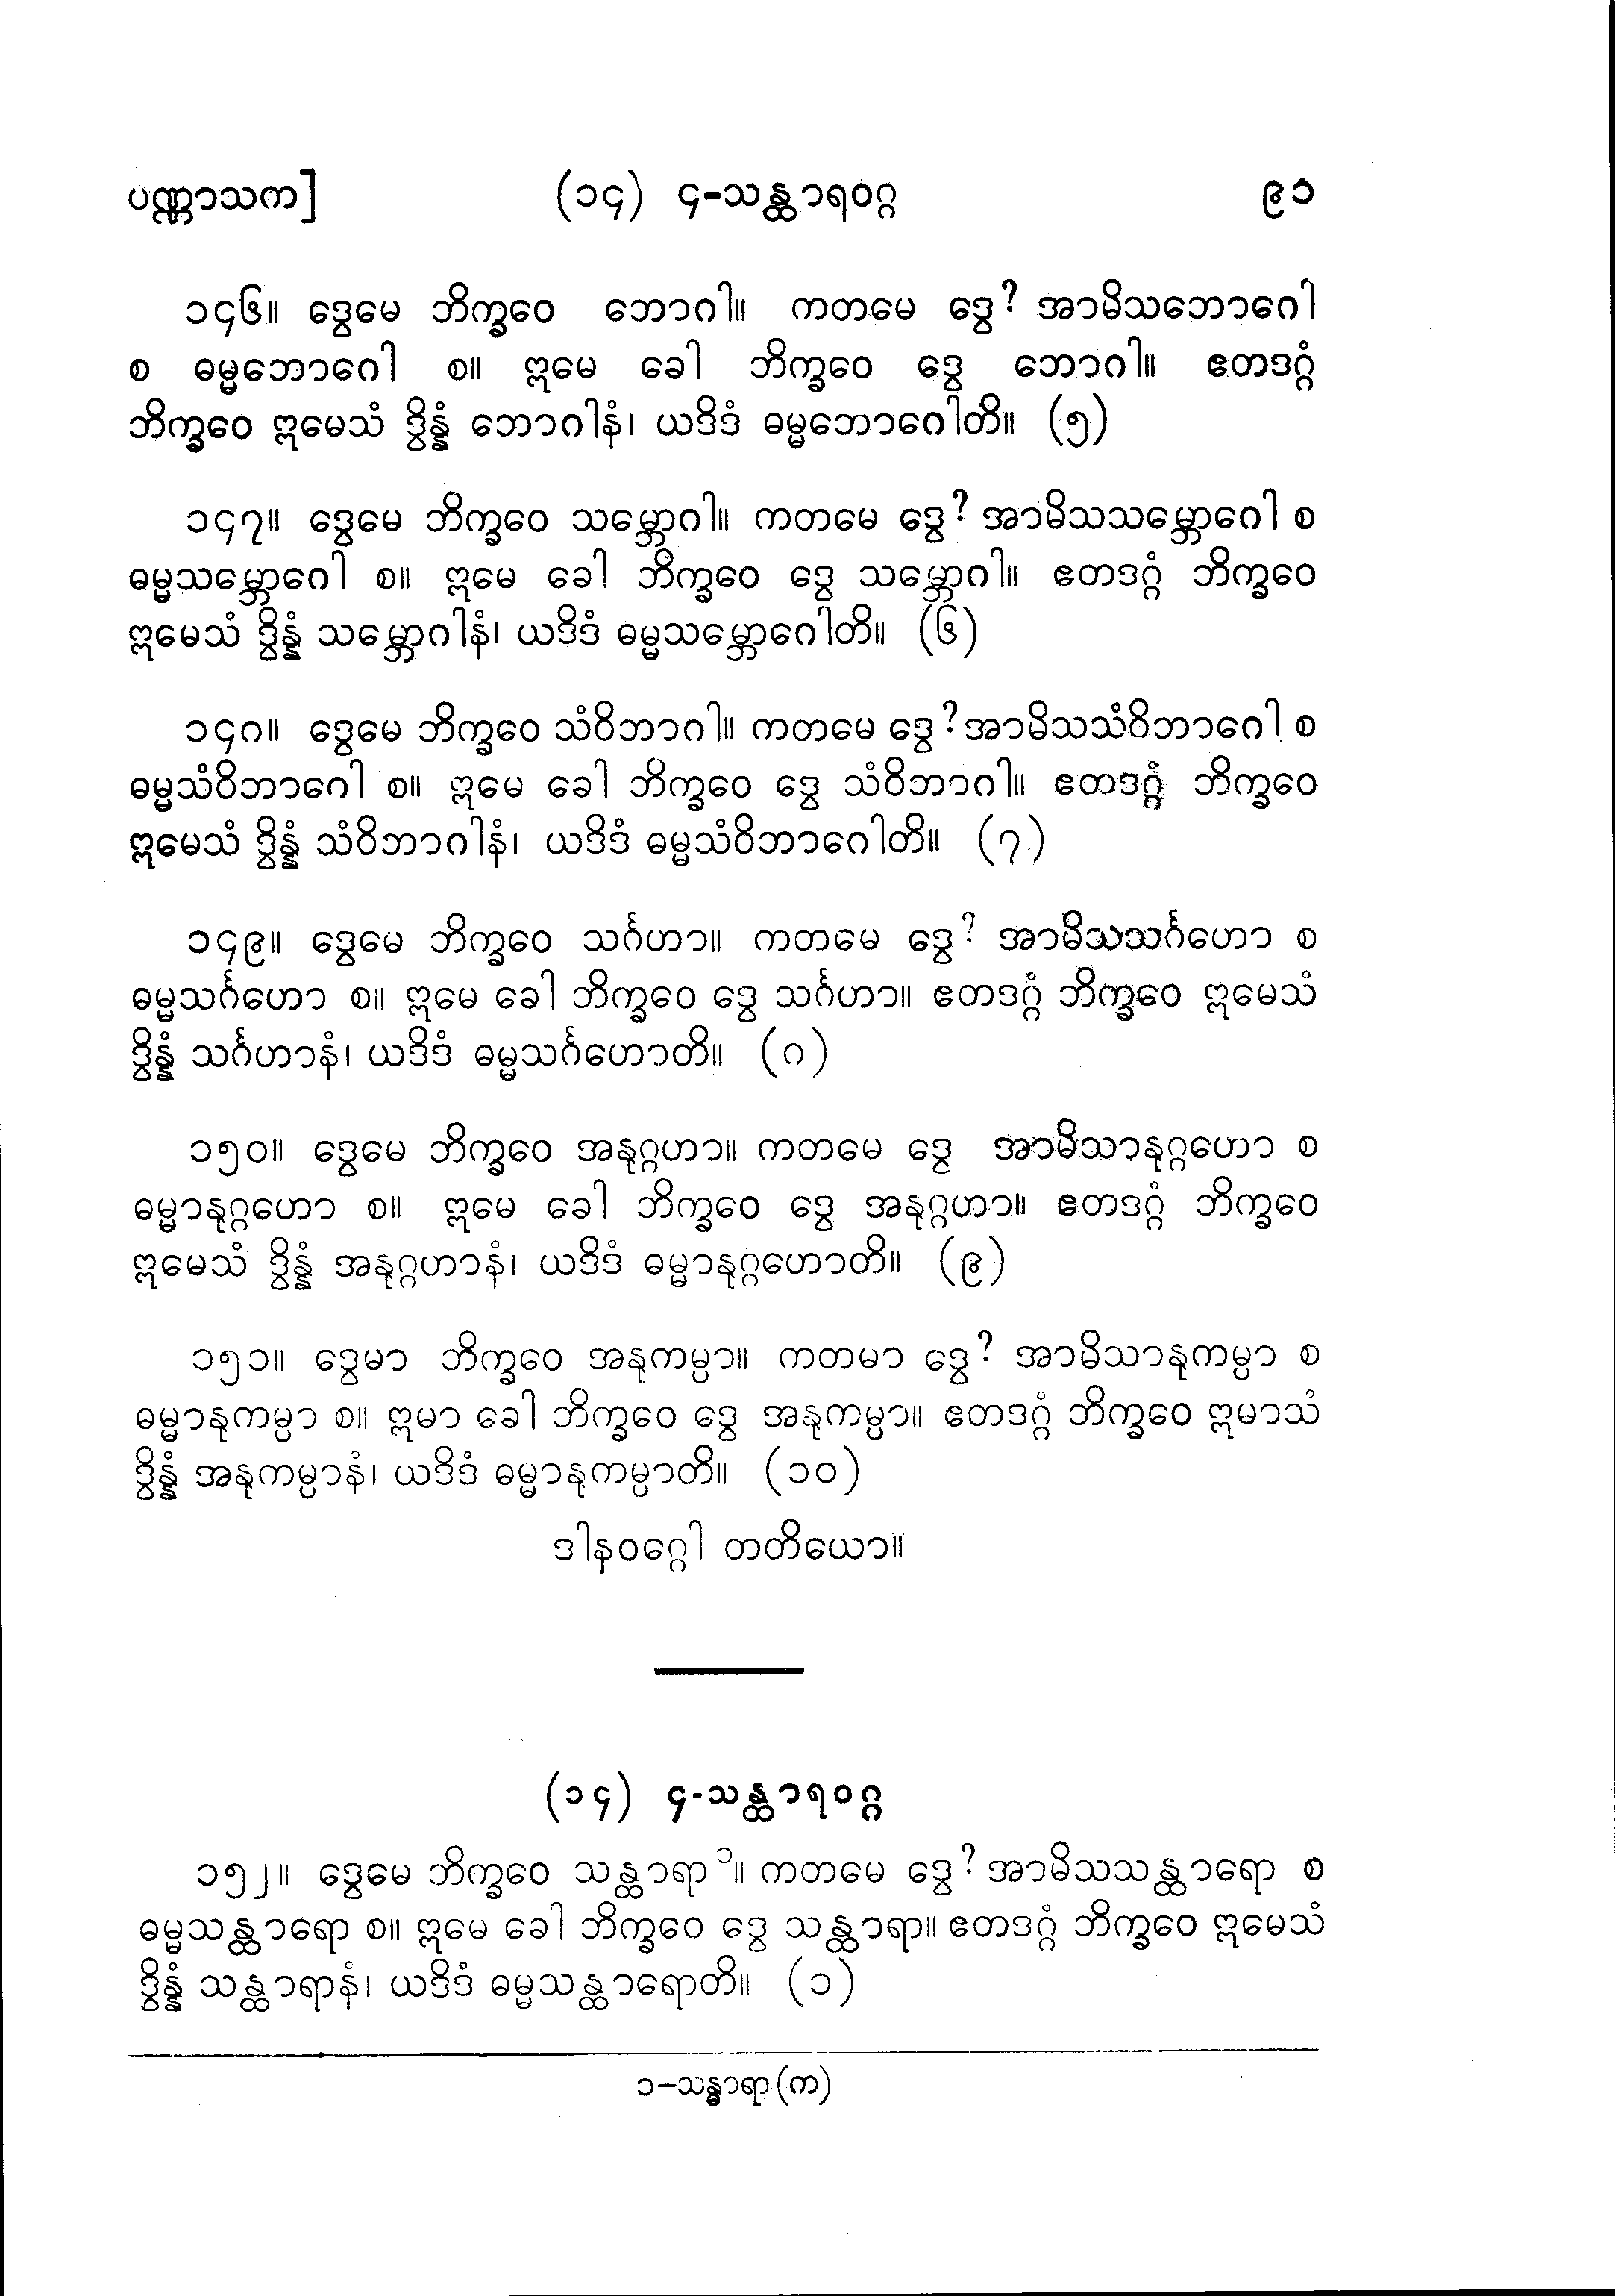 ပဏ္ဏာသက] (၁၄) ၄-သန္ထာရဝဂ္ဂ ၉၁
၁၄၆။ ဒွေမေ ဘိက္ခဝေ ဘောဂါ။ ကတမေ ဒွေ? အာမိသဘောဂေါ
စ ဓမ္မဘောဂေါ စ။ ဣမေ ခေါ ဘိက္ခဝေ ဒွေ ဘောဂါ။ ဧတဒဂ္ဂံ
ဘိက္ခဝေ ဣမေသံ ဒွိန္နံ ဘောဂါနံ၊ ယဒိဒံ ဓမ္မဘောဂေါတိ။ (၅)
၁၄၇။ ဒွေမေ ဘိက္ခဝေ သမ္ဘောဂါ။ ကတမေ ဒွေ? အာမိသသမ္ဘောဂေါ စ
ဓမ္မသမ္ဘောဂေါ စ။ ဣမေ ခေါ ဘိက္ခဝေ ဒွေ သမ္ဘောဂါ။ ဧတဒဂ္ဂံ ဘိက္ခဝေ
ဣမေသံ ဒွိန္နံ သမ္ဘောဂါနံ၊ ယဒိဒံ ဓမ္မသမ္ဘောဂေါတိ။ (၆)
၁၄၈။ ဒွေမေ ဘိက္ခဝေ သံဝိဘာဂါ။ ကတမေ ဒွေ? အာမိသသံဝိဘာဂေါ စ
ဓမ္မသံဝိဘာဂေါ စ။ ဣမေ ခေါ ဘိက္ခဝေ ဒွေ သံဝိဘာဂါ။ ဧတဒဂ္ဂံ ဘိက္ခဝေ
ဣမေသံ ဒွိန္နံ သံဝိဘာဂါနံ၊ ယဒိဒံ ဓမ္မသံဝိဘာဂေါတိ။ (၇)
၁၄၉။ ဒွေမေ ဘိက္ခဝေ သင်္ဂဟာ။ ကတမေ ဒွေ? အာမိသသင်္ဂဟော စ
ဓမ္မသင်္ဂဟော စ။ ဣမေ ခေါ ဘိက္ခဝေ ဒွေ သင်္ဂဟာ။ ဧတဒဂ္ဂံ ဘိက္ခဝေ ဣမေသံ
ဒွိန္နံ သင်္ဂဟာနံ၊ ယဒိဒံ ဓမ္မသင်္ဂဟောတိ။ (၈)
၁၅၀။ ဒွေမေ ဘိက္ခဝေ အနုဂ္ဂဟာ။ ကတမေ ဒွေ အာမိသာနုဂ္ဂဟော စ
ဓမ္မာနုဂ္ဂဟော စ။ ဣမေ ခေါ ဘိက္ခဝေ ဒွေ အနုဂ္ဂဟာ။ ဧတဒဂ္ဂံ ဘိက္ခဝေ
ဣမေသံ ဒွိန္နံ အနုဂ္ဂဟာနံ၊ ယဒိဒံ ဓမ္မာနုဂ္ဂဟောတိ။ (၉)
၁၅၁။ ဒွေမာ ဘိက္ခဝေ အနုကမ္ပာ။ ကတမာ ဒွေ? အာမိသာနုကမ္ပာ စ
ဓမ္မာနုကမ္ပာ စ။ ဣမာ ခေါ ဘိက္ခဝေ ဒွေ အနုကမ္ပာ။ ဧတဒဂ္ဂံ ဘိက္ခဝေ ဣမာသံ
ဒွိန္နံ အနုကမ္ပာနံ၊ ယဒိဒံ ဓမ္မာနုကမ္ပာတိ။ (၁၀)
ဒါနဝဂ္ဂေါ တတိယော။
(၁၄) ၄-သန္ထာရဝဂ္ဂ
၁၅၂။ ဒွေမေ ဘိက္ခဝေ သန္ထာရာ ၁။ ကတမေ ဒွေ? အာမိသသန္ထာရော စ
ဓမ္မသန္ထာရော စ။ ဣမေ ခေါ ဘိက္ခဝေ ဒွေ သန္ထာရာ။ ဧတဒဂ္ဂံ ဘိက္ခဝေ ဣမေသံ
ဒွိန္နံ သန္ထာရာနံ၊ ယဒိဒံ ဓမ္မသန္ထာရောတိ။ (၁)
၁–သန္ဓာရာ (က)